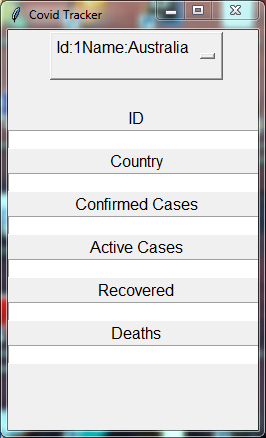 Covid Tracker
Id:1Name:Australia
ID
Country
Confirmed Cases
Active Cases
Recovered
Deaths